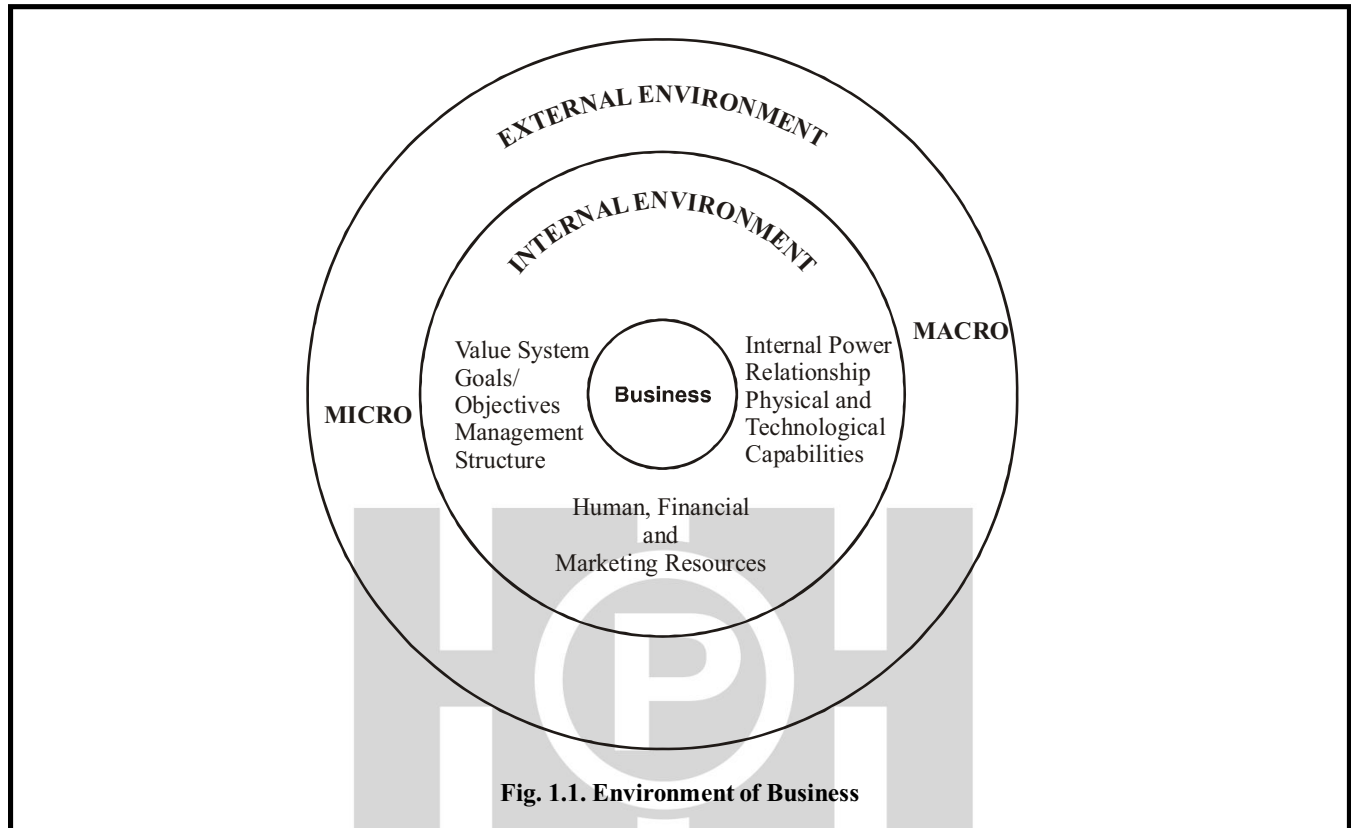 EXTERNAL ENVIRONMENT
INTERNAL ENVIRONMENT
MACRO
MICRO
Value System
Goals/
Objectives
Management
Structure
Business
Internal Power
Relationship
Physical and
Technological
Capabilities
Human, Financial
and
Marketing Resources
P
Fig. 1.1. Environment of Business